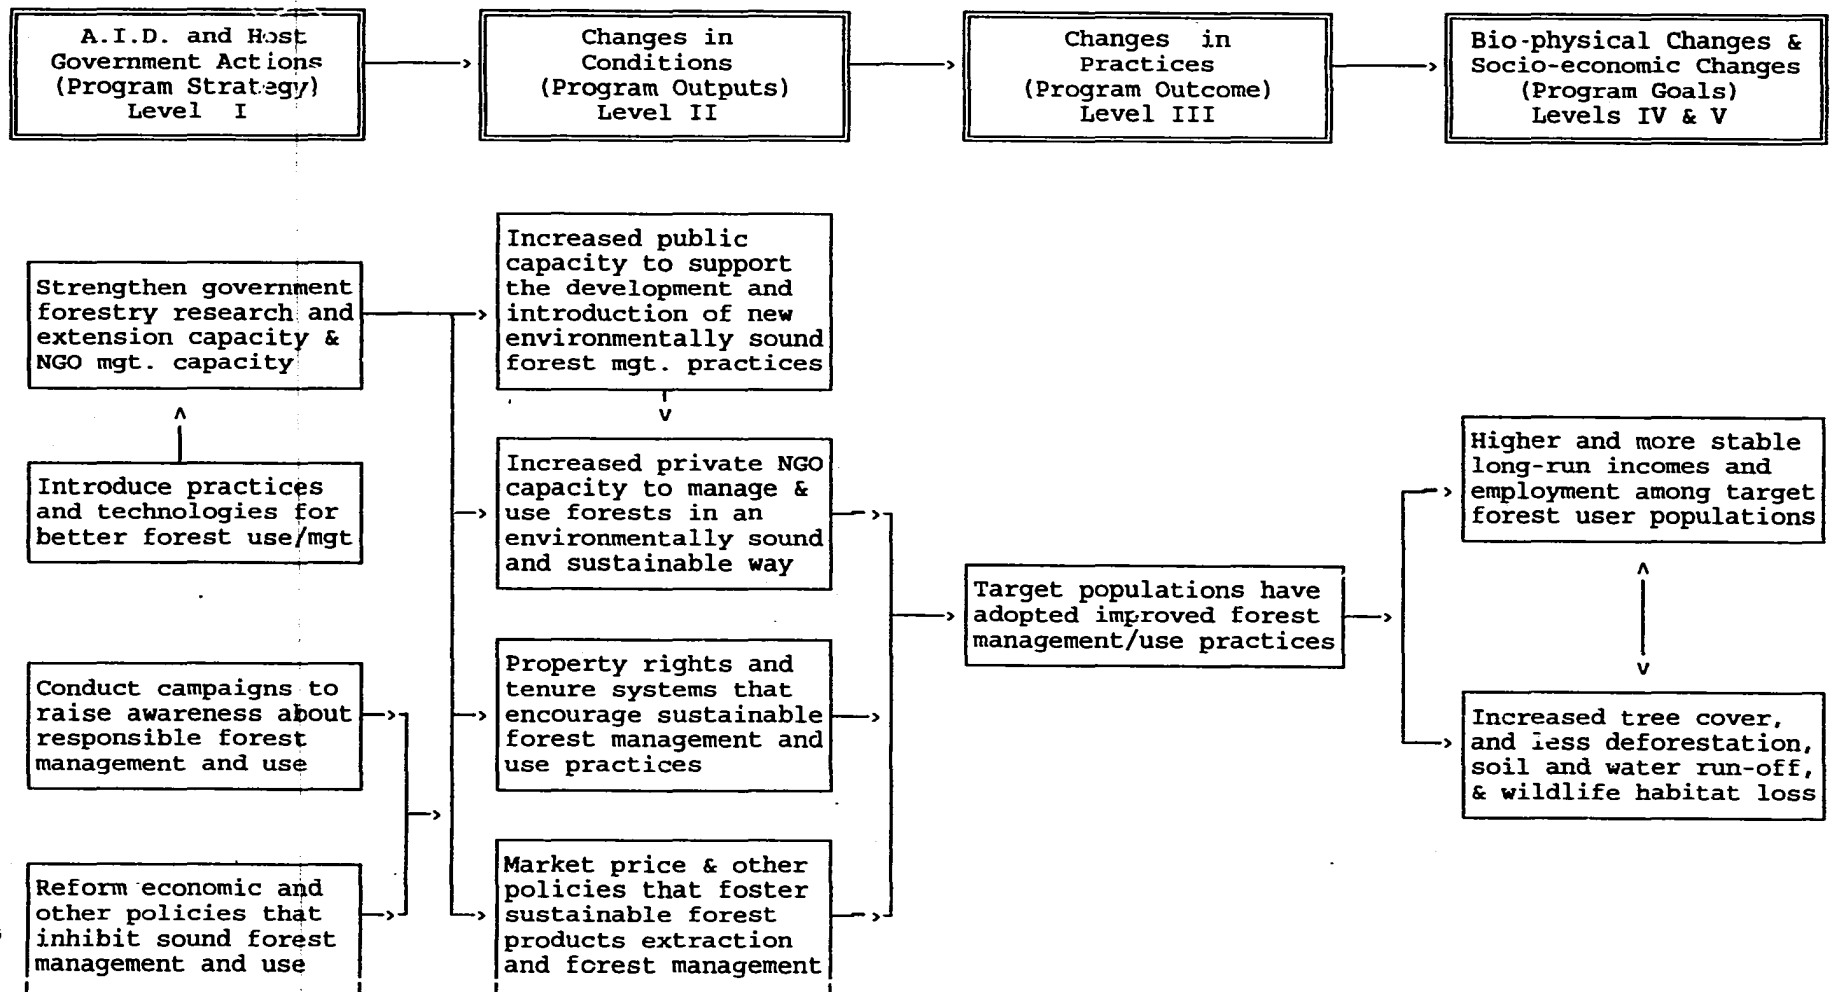 A.I.D. and Host
Government Actions
(Program Strategy)
Level I
Changes in
Conditions
(Program Outputs)
Level II
Changes in
Practices
(Program Outcome)
Level III
Bio-physical Changes &
Socio-economic Changes
(Program Goals)
Levels IV & V
Strengthen government
forestry research and
extension capacity &
NGO mgt. capacity
Introduce practices
and technologies for
better forest use/mgt
Conduct campaigns to
raise awareness about
responsible forest
management and use
Reform economic and
other policies that
inhibit sound forest
management and use
Increased public
capacity to support
the development and
introduction of new
environmentally sound
forest mgt. practices
Increased private NGO
capacity to manage &
use forests in an
environmentally sound
and sustainable way
Property rights and
tenure systems that
encourage sustainable
forest management and
use practices
Market price & other
policies that foster
sustainable forest
products extraction
and forest management
Target populations have
adopted improved forest
management/use practices
Higher and more stable
long-run incomes and
employment among target
forest user populations
Increased tree cover,
and less deforestation,
soil and water run-off,
& wildlife habitat loss